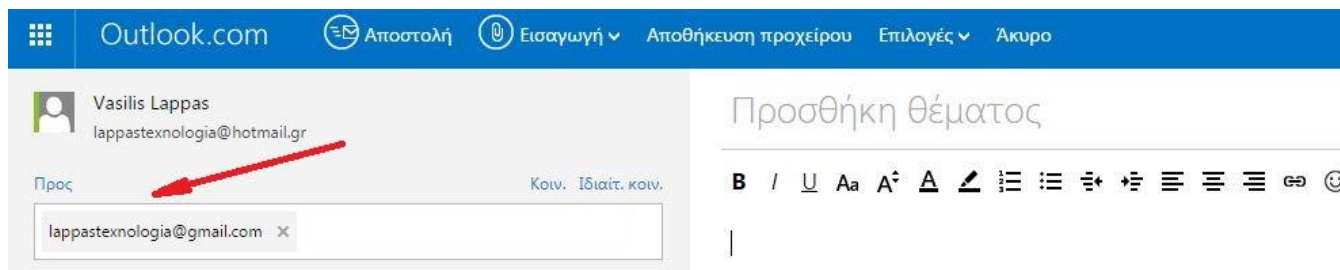 Outlook.com Αποστολή Εισαγωγή Αποθήκευση προχείρου Επιλογές Άκυρο
Vasilis Lappas
lappastexnologia@hotmail.gr
Προς Κοιν. Ιδιαίτ. κοιν.
lappastexnologia@gmail.com ×
Προσθήκη θέματος
B I U Aa A A